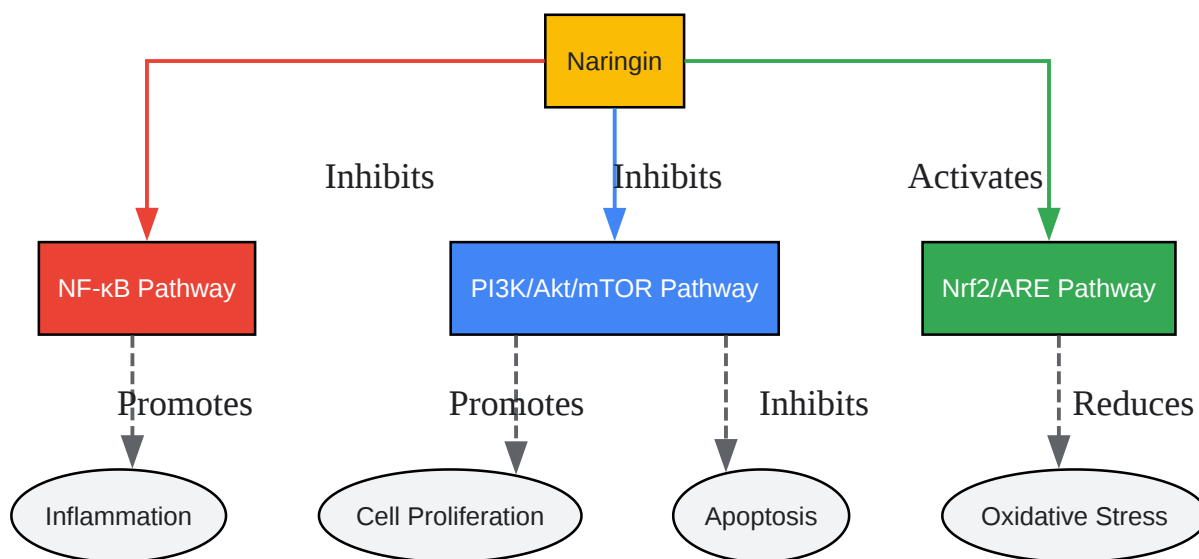 Naringin
Inhibits
Inhibits
Activates
NF-κB Pathway
PI3K/Akt/mTOR Pathway
Nrf2/ARE Pathway
Promotes
Promotes
Inhibits
Reduces
Inflammation
Cell Proliferation
Apoptosis
Oxidative Stress